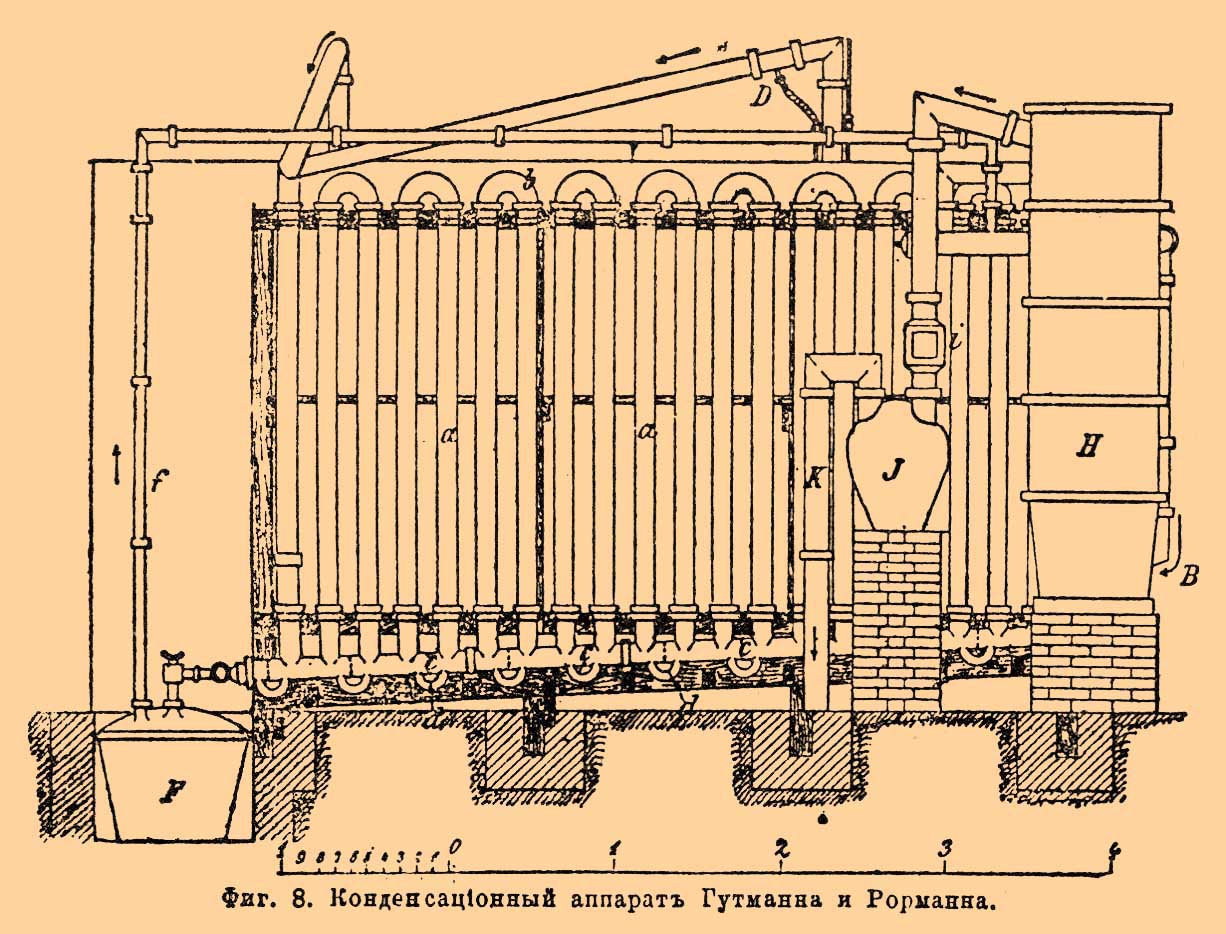 D
b
a a
i
f
K
J
H
B
c c c
d d
F
1 9 8 7 6 5 4 3 2 1 0 1 2 3 4
Фиг. 8. Конденсаціонный аппаратъ Гутманна и Рорманна.